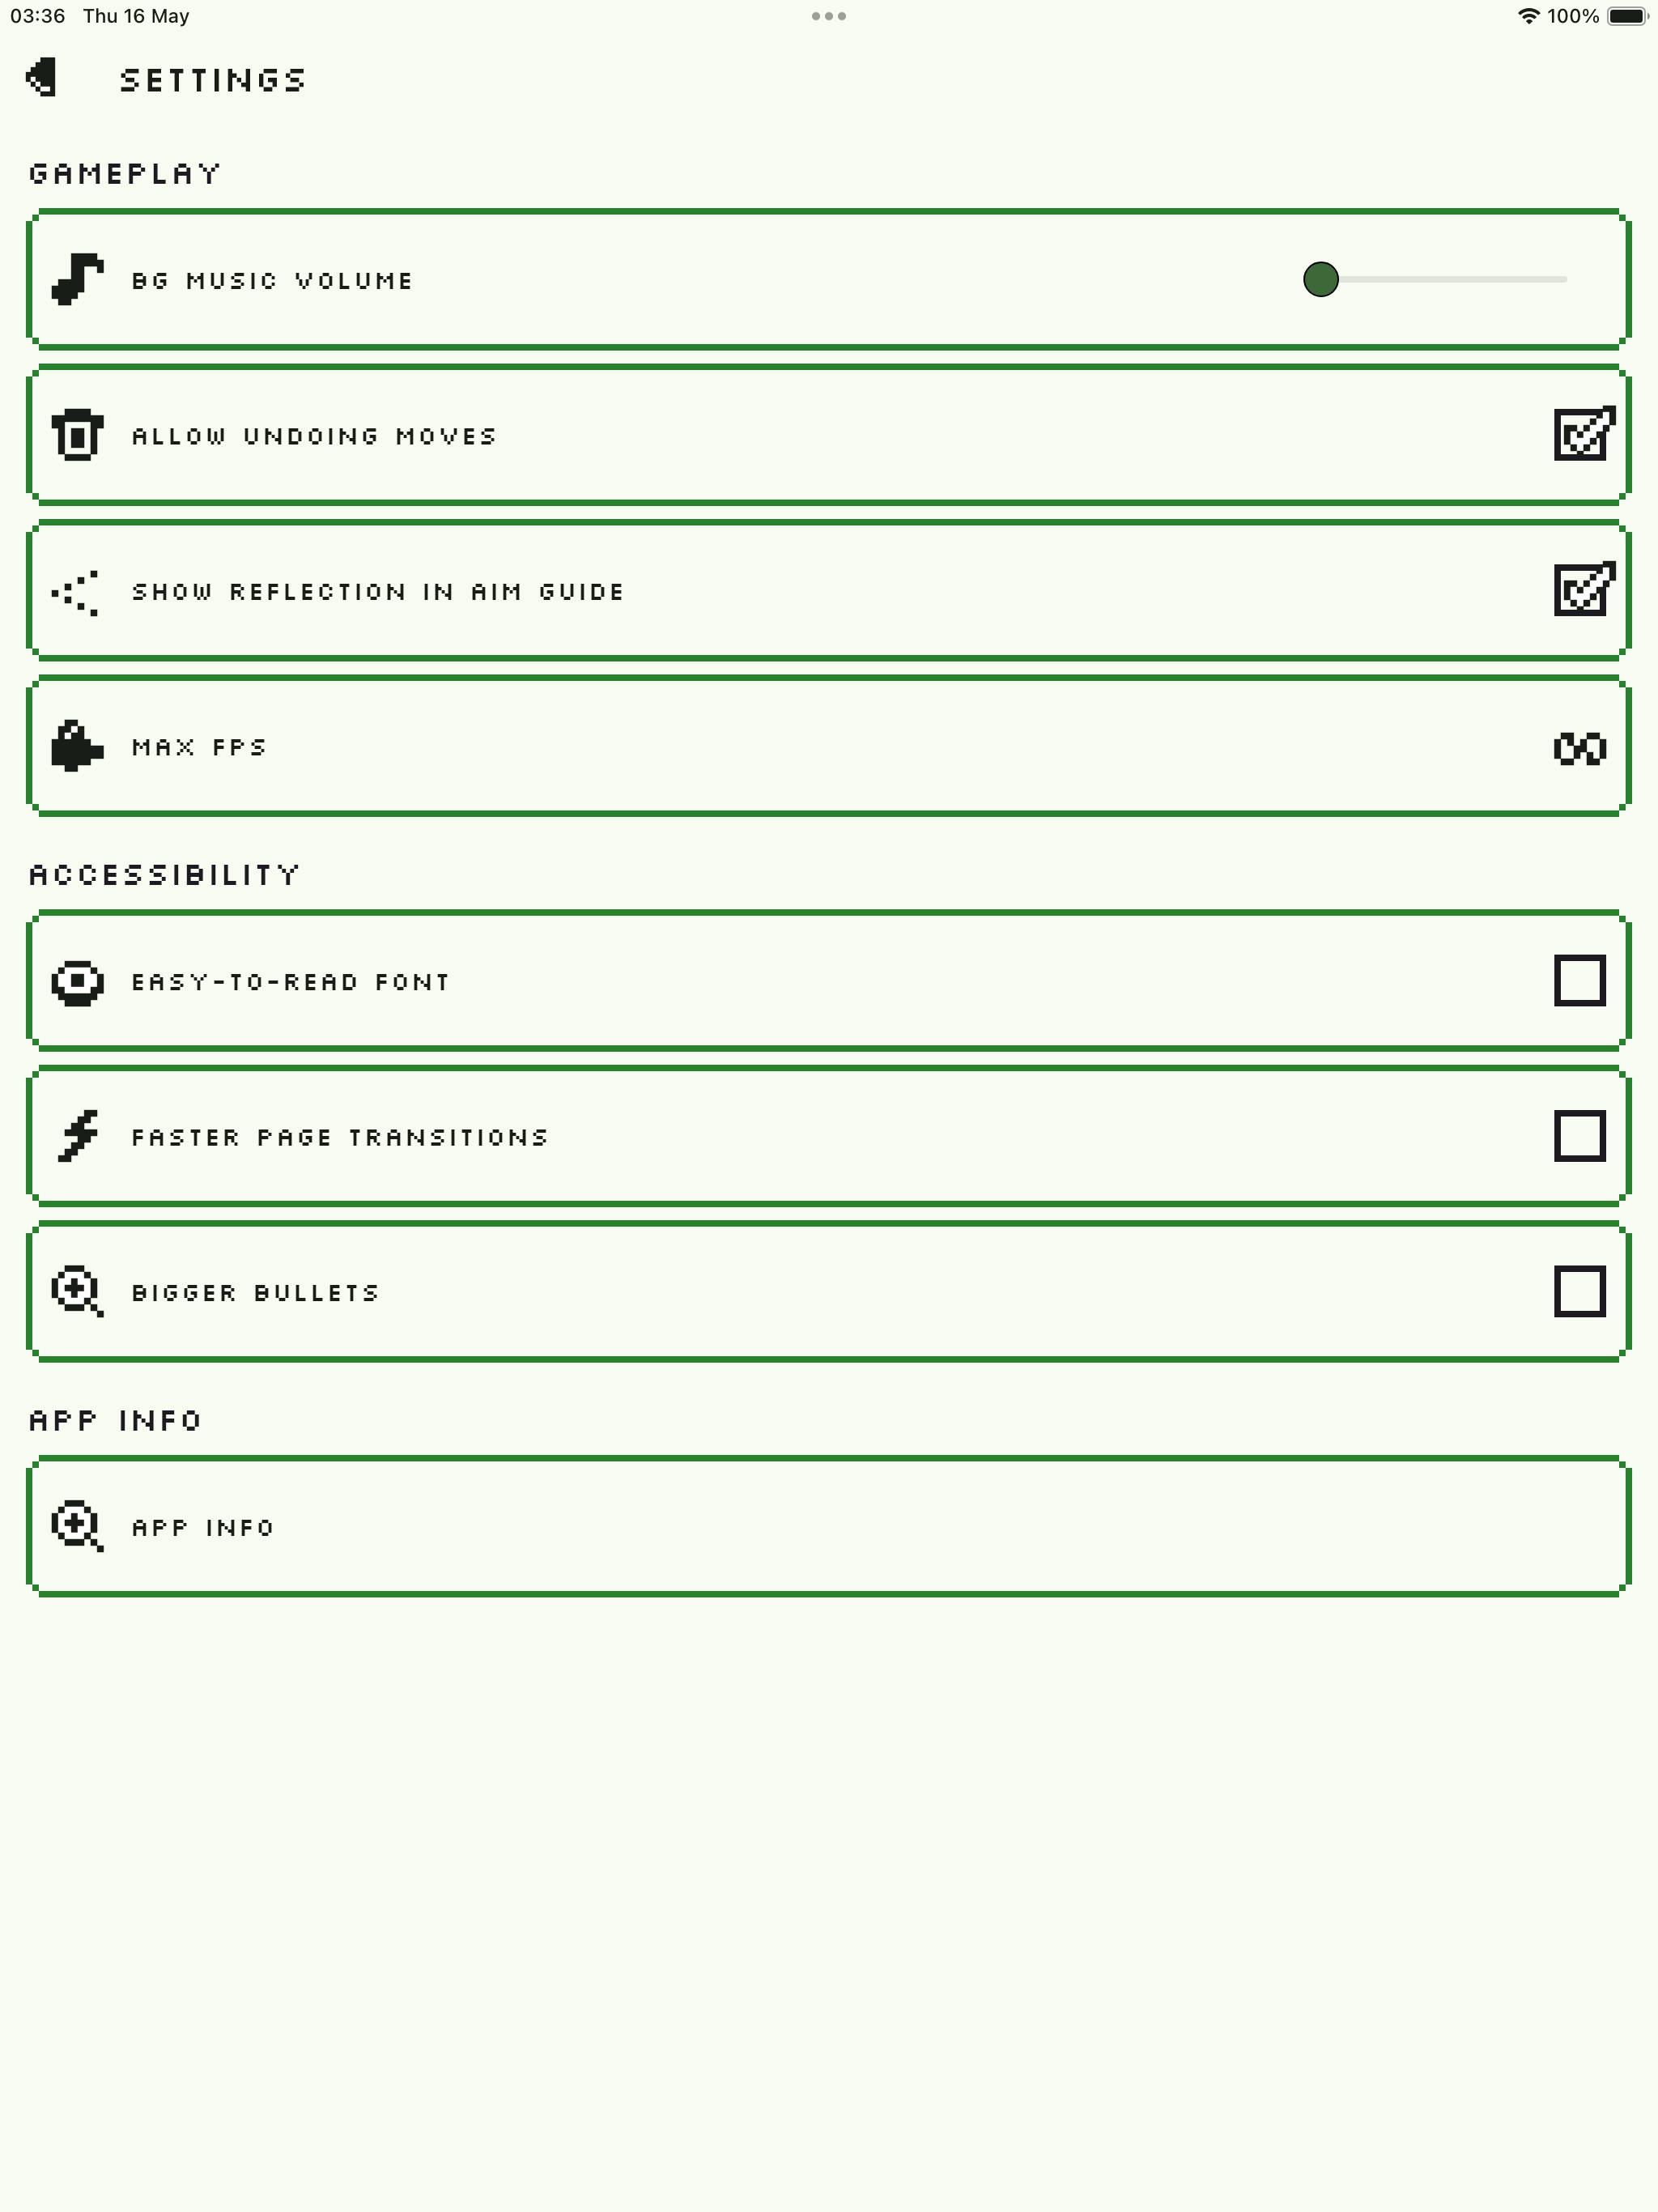 03:36 Thu 16 May 100%
SETTINGS
GAMEPLAY
BG MUSIC VOLUME
ALLOW UNDOING MOVES
SHOW REFLECTION IN AIM GUIDE
MAX FPS ∞
ACCESSIBILITY
EASY-TO-READ FONT
FASTER PAGE TRANSITIONS
BIGGER BULLETS
APP INFO
APP INFO